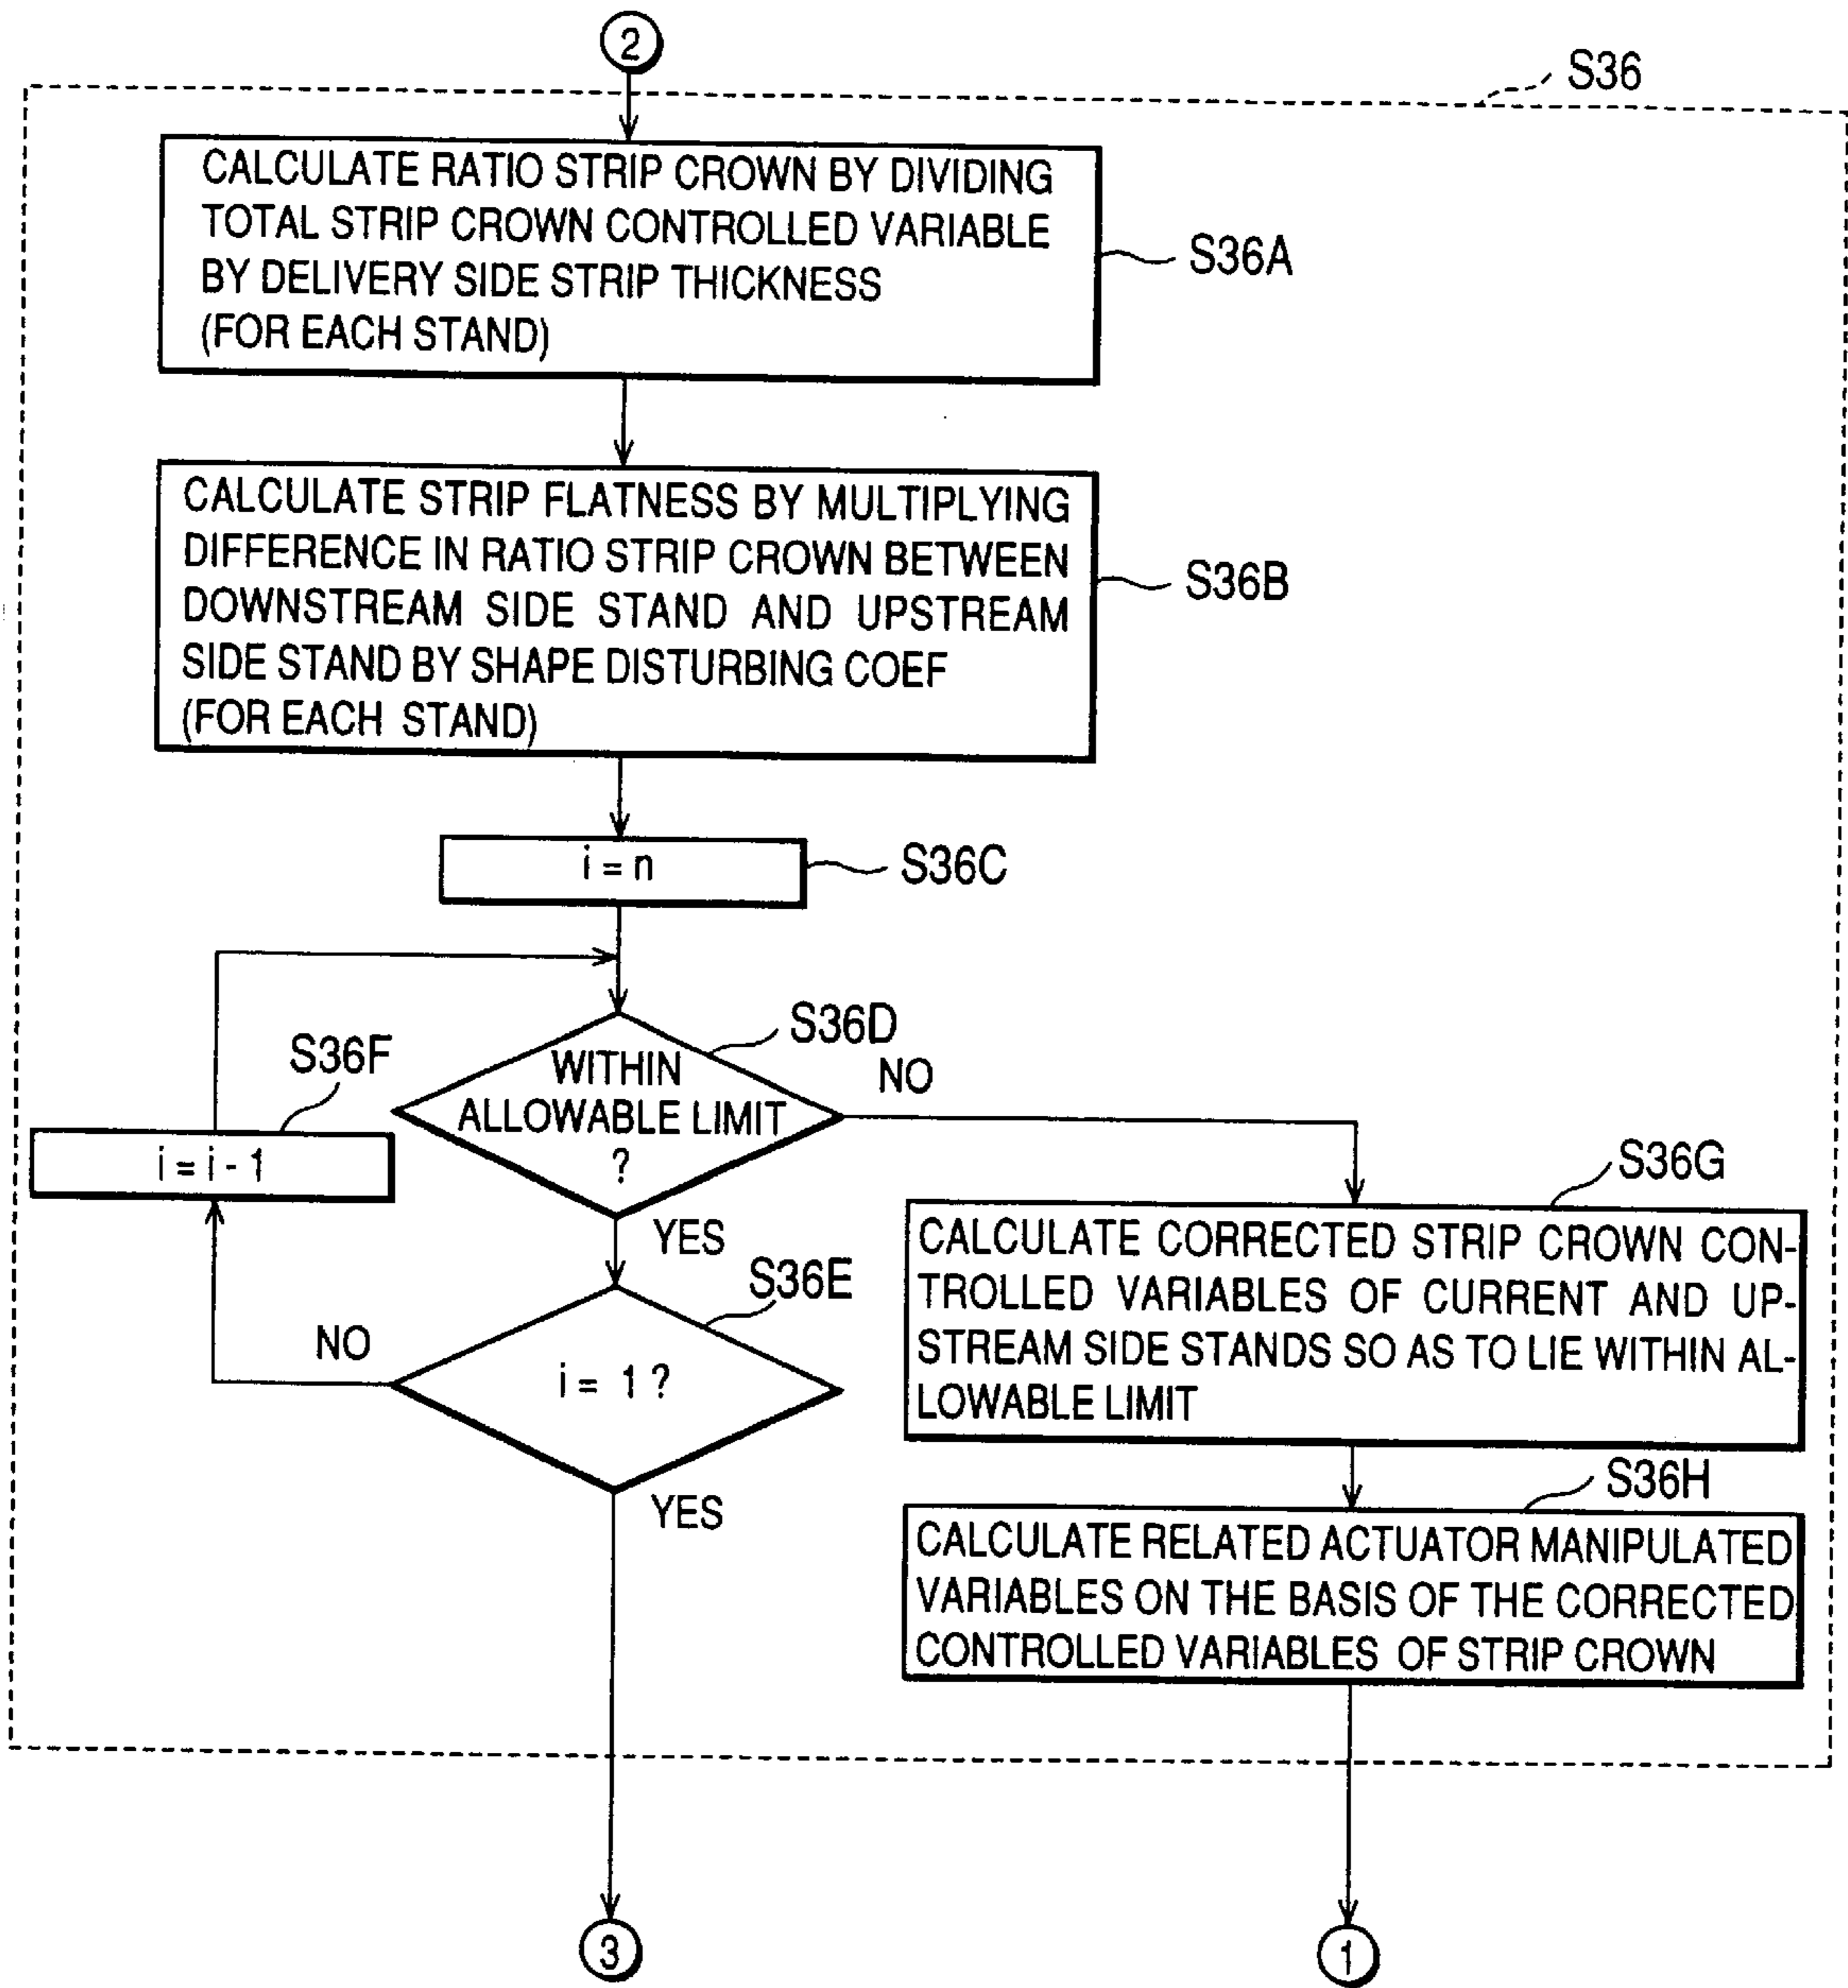 2
S36
CALCULATE RATIO STRIP CROWN BY DIVIDING
TOTAL STRIP CROWN CONTROLLED VARIABLE
BY DELIVERY SIDE STRIP THICKNESS
(FOR EACH STAND)
S36A
CALCULATE STRIP FLATNESS BY MULTIPLYING
DIFFERENCE IN RATIO STRIP CROWN BETWEEN
DOWNSTREAM SIDE STAND AND UPSTREAM
SIDE STAND BY SHAPE DISTURBING COEF
(FOR EACH STAND)
S36B
i = n
S36C
S36D
WITHIN
ALLOWABLE LIMIT
?
NO
YES
S36F
i = i - 1
S36E
i = 1 ?
NO
YES
S36G
CALCULATE CORRECTED STRIP CROWN CON-
TROLLED VARIABLES OF CURRENT AND UP-
STREAM SIDE STANDS SO AS TO LIE WITHIN AL-
LOWABLE LIMIT
S36H
CALCULATE RELATED ACTUATOR MANIPULATED
VARIABLES ON THE BASIS OF THE CORRECTED
CONTROLLED VARIABLES OF STRIP CROWN
3
1